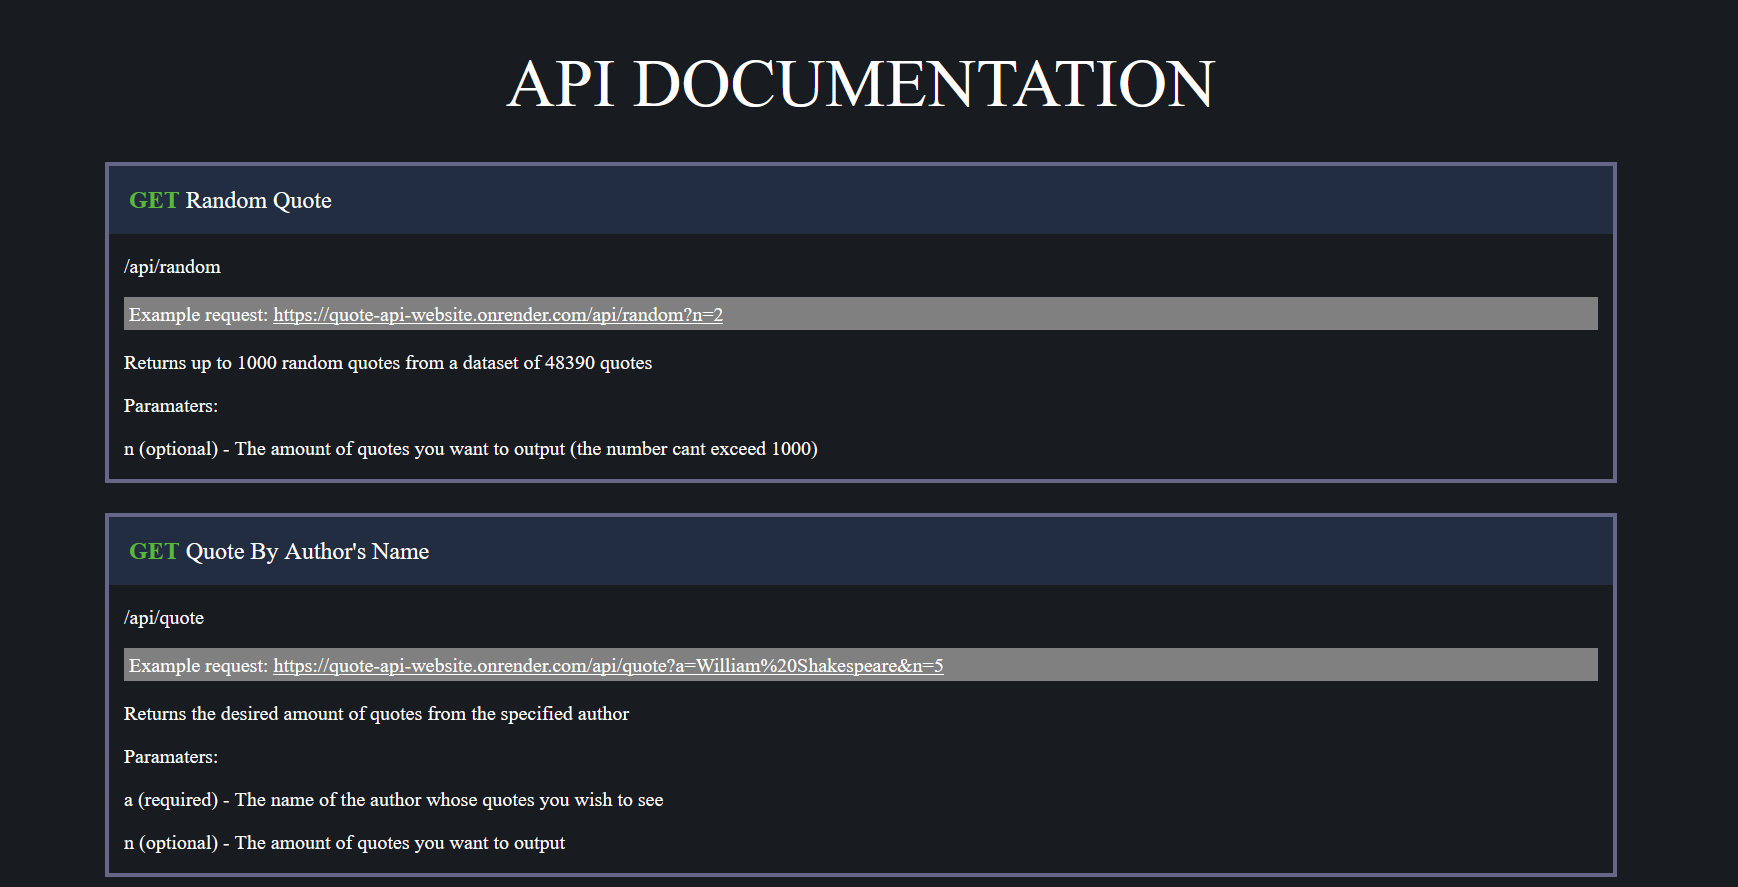 API DOCUMENTATION
GET Random Quote
/api/random
Example request: https://quote-api-website.onrender.com/api/random?n=2
Returns up to 1000 random quotes from a dataset of 48390 quotes
Paramaters:
n (optional) - The amount of quotes you want to output (the number cant exceed 1000)
GET Quote By Author's Name
/api/quote
Example request: https://quote-api-website.onrender.com/api/quote?a=William%20Shakespeare&n=5
Returns the desired amount of quotes from the specified author
Paramaters:
a (required) - The name of the author whose quotes you wish to see
n (optional) - The amount of quotes you want to output